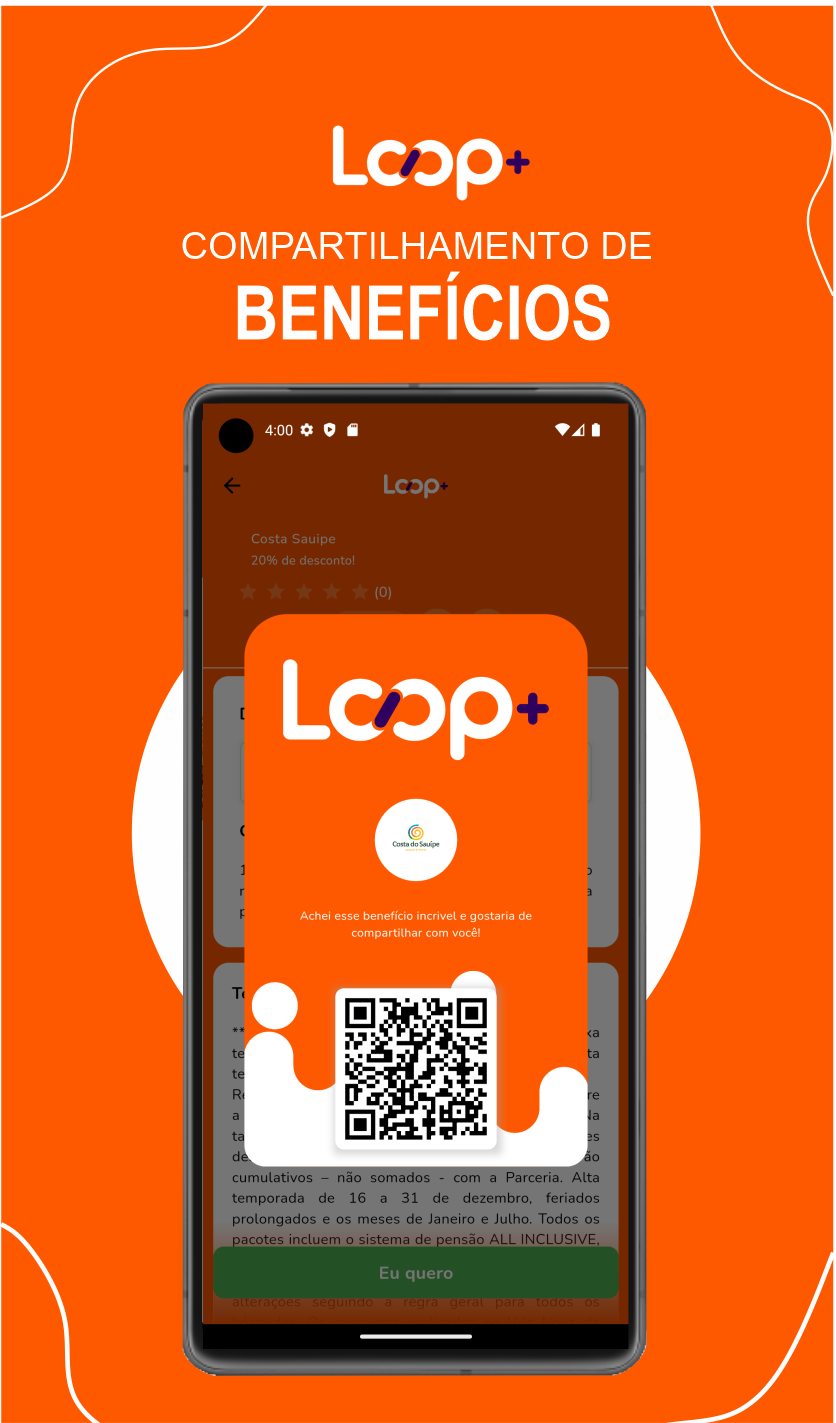 Loop+
COMPARTILHAMENTO DE
BENEFÍCIOS
4:00
Loop+
Costa Sauipe
20% de desconto!
(0)
Loop+
Costa do Sauípe
Achei esse benefício incrivel e gostaria de
compartilhar com você!
cumulativos – não somados - com a Parceria. Alta
temporada de 16 a 31 de dezembro, feriados
prolongados e os meses de Janeiro e Julho. Todos os
pacotes incluem o sistema de pensão ALL INCLUSIVE,
Eu quero
alterações seguindo a regra geral para todos os